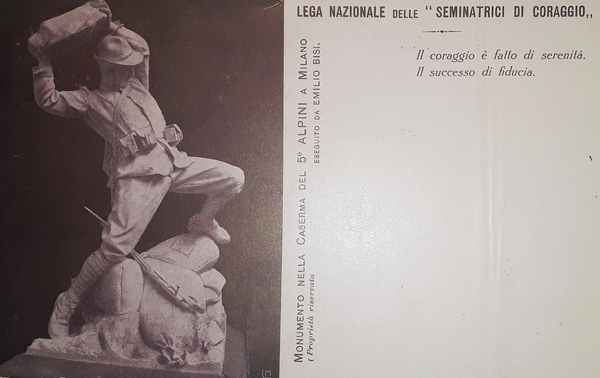 LEGA NAZIONALE DELLE "SEMINATRICI DI CORAGGIO„
Il coraggio è fatto di serenità.
Il successo di fiducia.
MONUMENTO NELLA CASERMA DEL 5º ALPINI A MILANO
ESEGUITO DA EMILIO BISI.
(Proprietà riservata